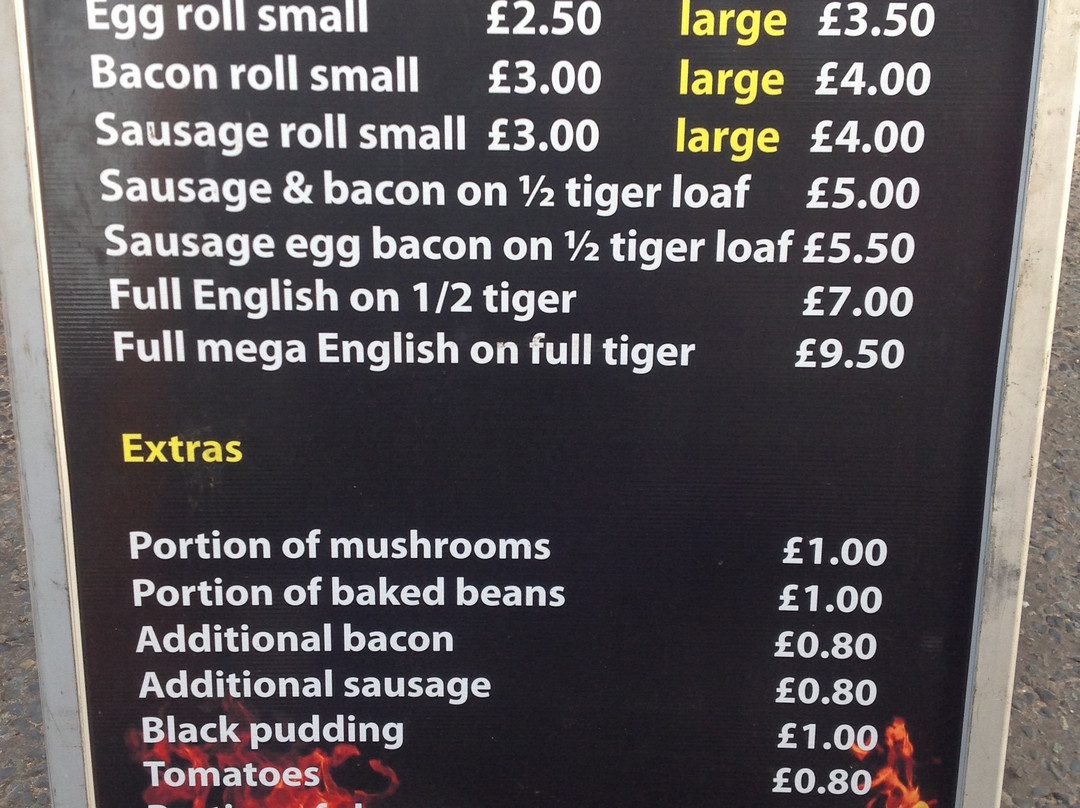 Egg roll small £2.50 large £3.50
Bacon roll small £3.00 large £4.00
Sausage roll small £3.00 large £4.00
Sausage & bacon on ½ tiger loaf £5.00
Sausage egg bacon on ½ tiger loaf £5.50
Full English on 1/2 tiger £7.00
Full mega English on full tiger £9.50
Extras
Portion of mushrooms £1.00
Portion of baked beans £1.00
Additional bacon £0.80
Additional sausage £0.80
Black pudding £1.00
Tomatoes £0.80